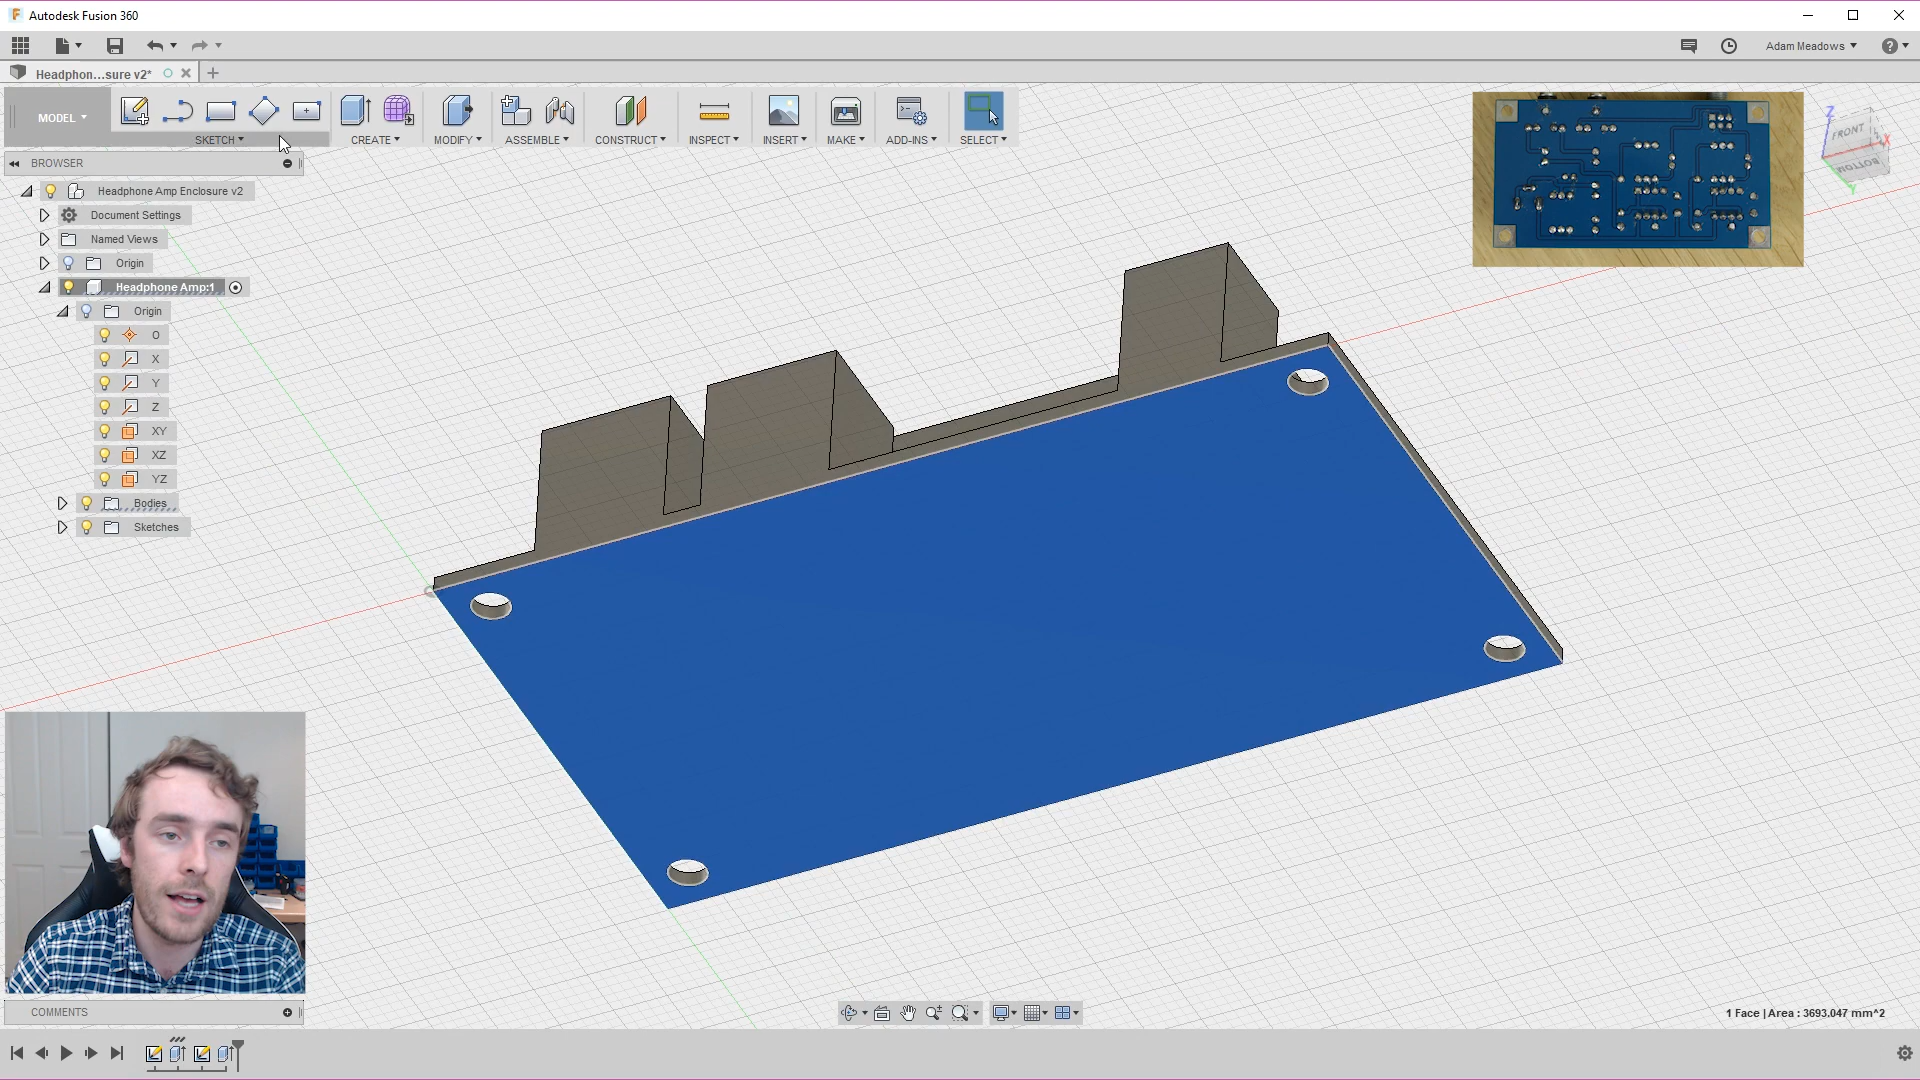 Autodesk Fusion 360
Adam Meadows
Headphon...sure v2*
MODEL
SKETCH
CREATE
MODIFY
ASSEMBLE
CONSTRUCT
INSPECT
INSERT
MAKE
ADD-INS
SELECT
BROWSER
Headphone Amp Enclosure v2
Document Settings
Named Views
Origin
Headphone Amp:1
Origin
O
X
Y
Z
XY
XZ
YZ
Bodies
Sketches
Z
FRONT
X
BOTTOM
Y
COMMENTS
1 Face | Area : 3693.047 mm^2